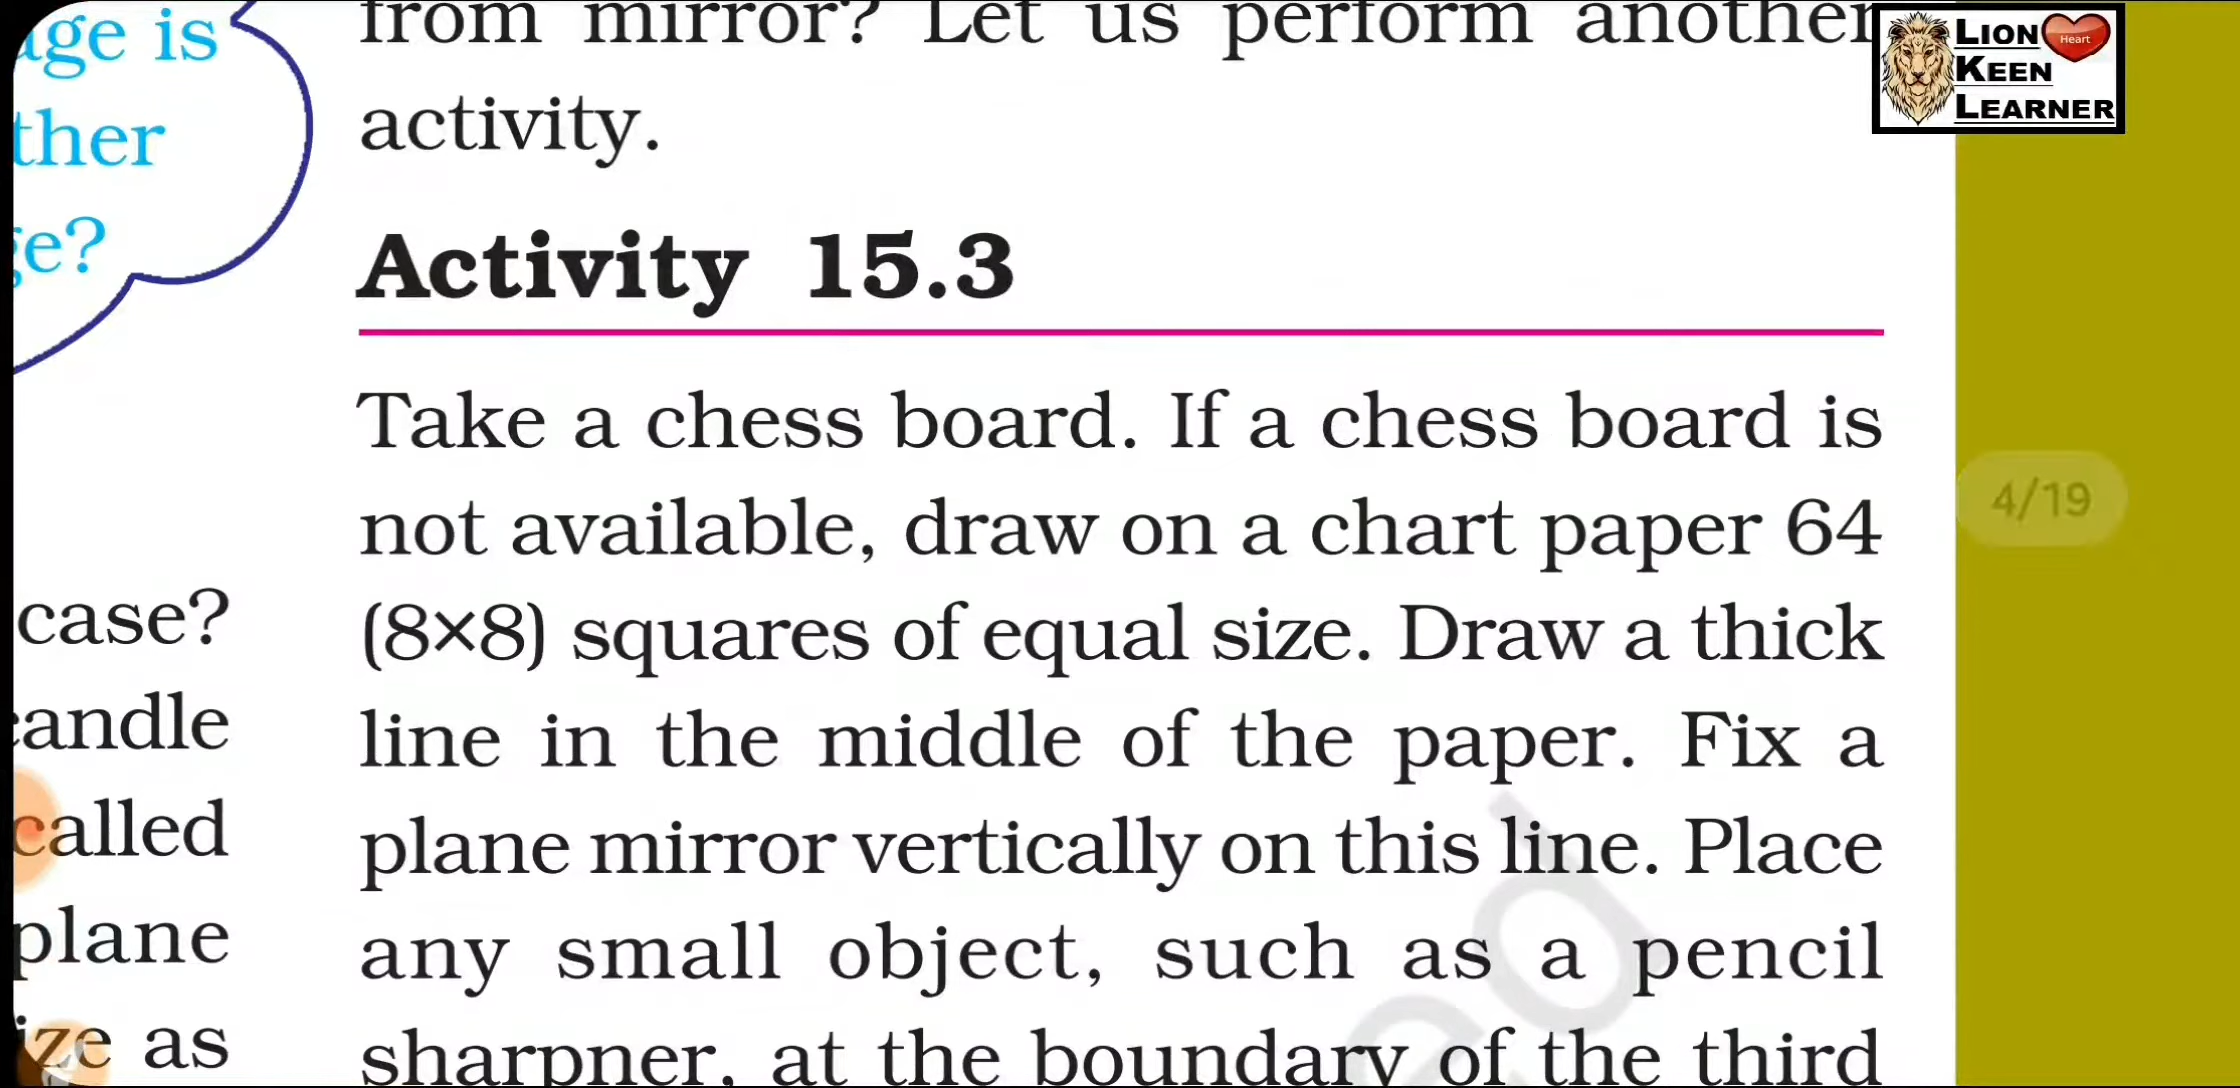 is
ther
case?
called
plane
as
from mirror? Let us perform another
activity.
Activity 15.3
Take a chess board. If a chess board is
not available, draw on a chart paper 64
(8×8) squares of equal size. Draw a thick
line in the middle of the paper. Fix a
plane mirror vertically on this line. Place
any small object, such as a pencil
sharpner, at the boundary of the third
LION Heart
KEEN
LEARNER
4/19